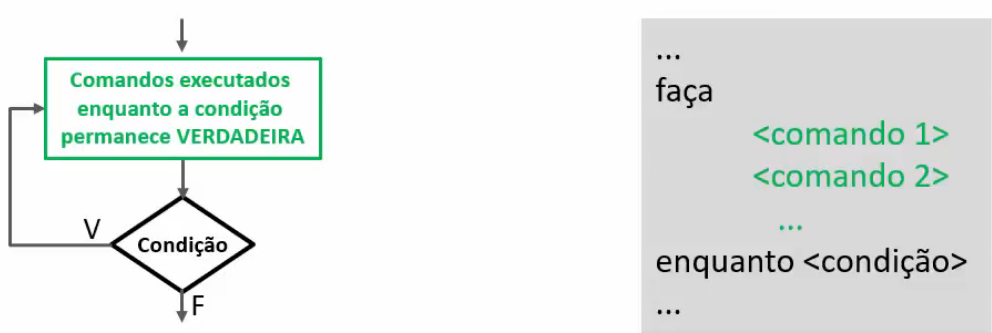 Comandos executados
enquanto a condição
permanece VERDADEIRA
V
Condição
F
...
faça
<comando 1>
<comando 2>
...
enquanto <condição>
...